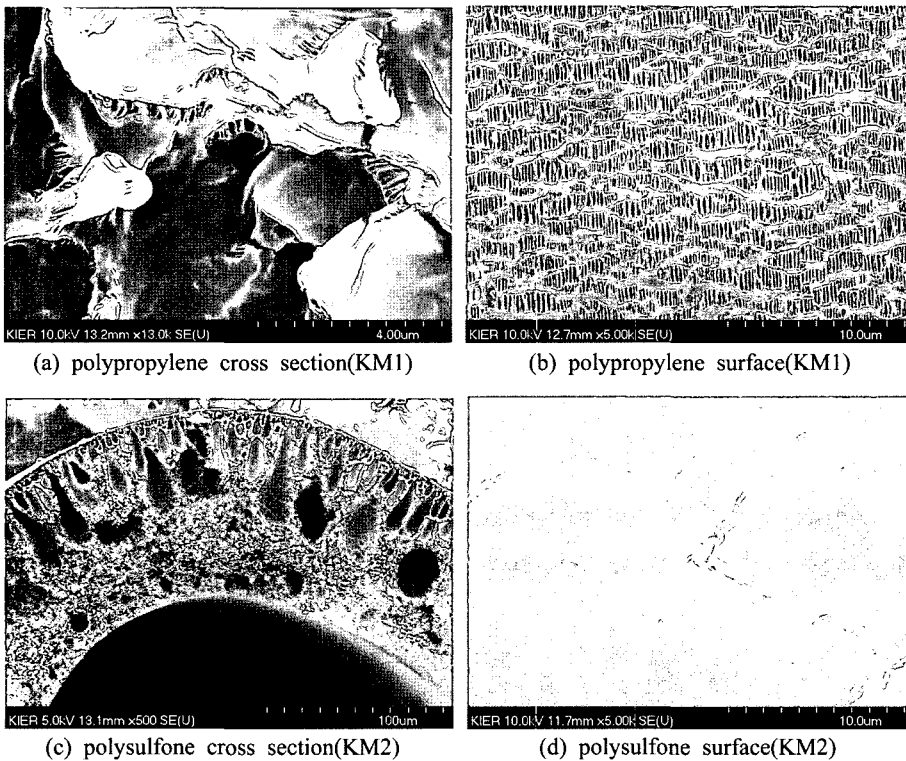 KIER 10.0kV 13.2mm x13.0k SE(U) 4.00um
KIER 10.0kV 12.7mm x5.00k SE(U) 10.0um
(a) polypropylene cross section(KM1)
(b) polypropylene surface(KM1)
KIER 5.0kV 13.1mm x500 SE(U) 100um
KIER 10.0kV 11.7mm x5.00k SE(U) 10.0um
(c) polysulfone cross section(KM2)
(d) polysulfone surface(KM2)